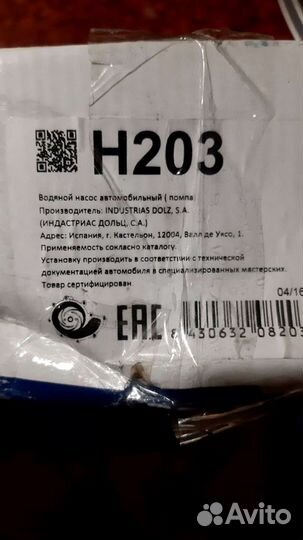 H203
Водяной насос автомобильный ( помпа
Производитель: INDUSTRIAS DOLZ, S.A.
(ИНДАСТРИАС ДОЛЬЦ, С.А.)
Адрес: Испания, г. Кастельон, 12004, Валл де Уксо, 1.
Применяемость сокласно каталогу.
Установку производить в соответствии с технической
документацией автомобиля в специализированных мастерских.
Товар сертифицирован
04/16
EAC
8 430632 08203
Avito